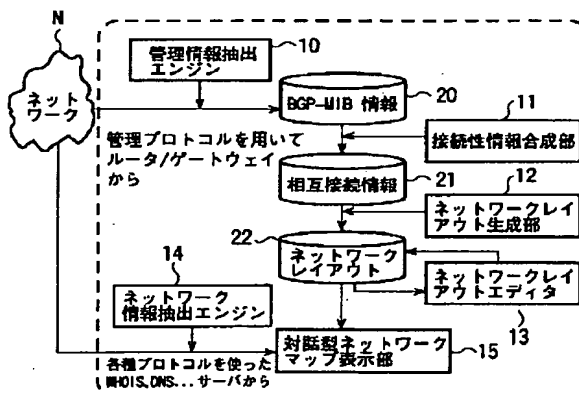 N
ネット
ワーク
管理情報抽出
エンジン
10
BGP-MIB 情報
20
管理プロトコルを用いて
ルータ/ゲートウェイ
から
11
接続性情報合成部
相互接続情報
21
12
ネットワークレイ
アウト生成部
22
ネットワーク
レイアウト
ネットワークレイ
アウトエディタ
13
14
ネットワーク
情報抽出エンジン
各種プロトコルを使った
WHOIS,DNS...サーバから
対話型ネットワーク
マップ表示部
15